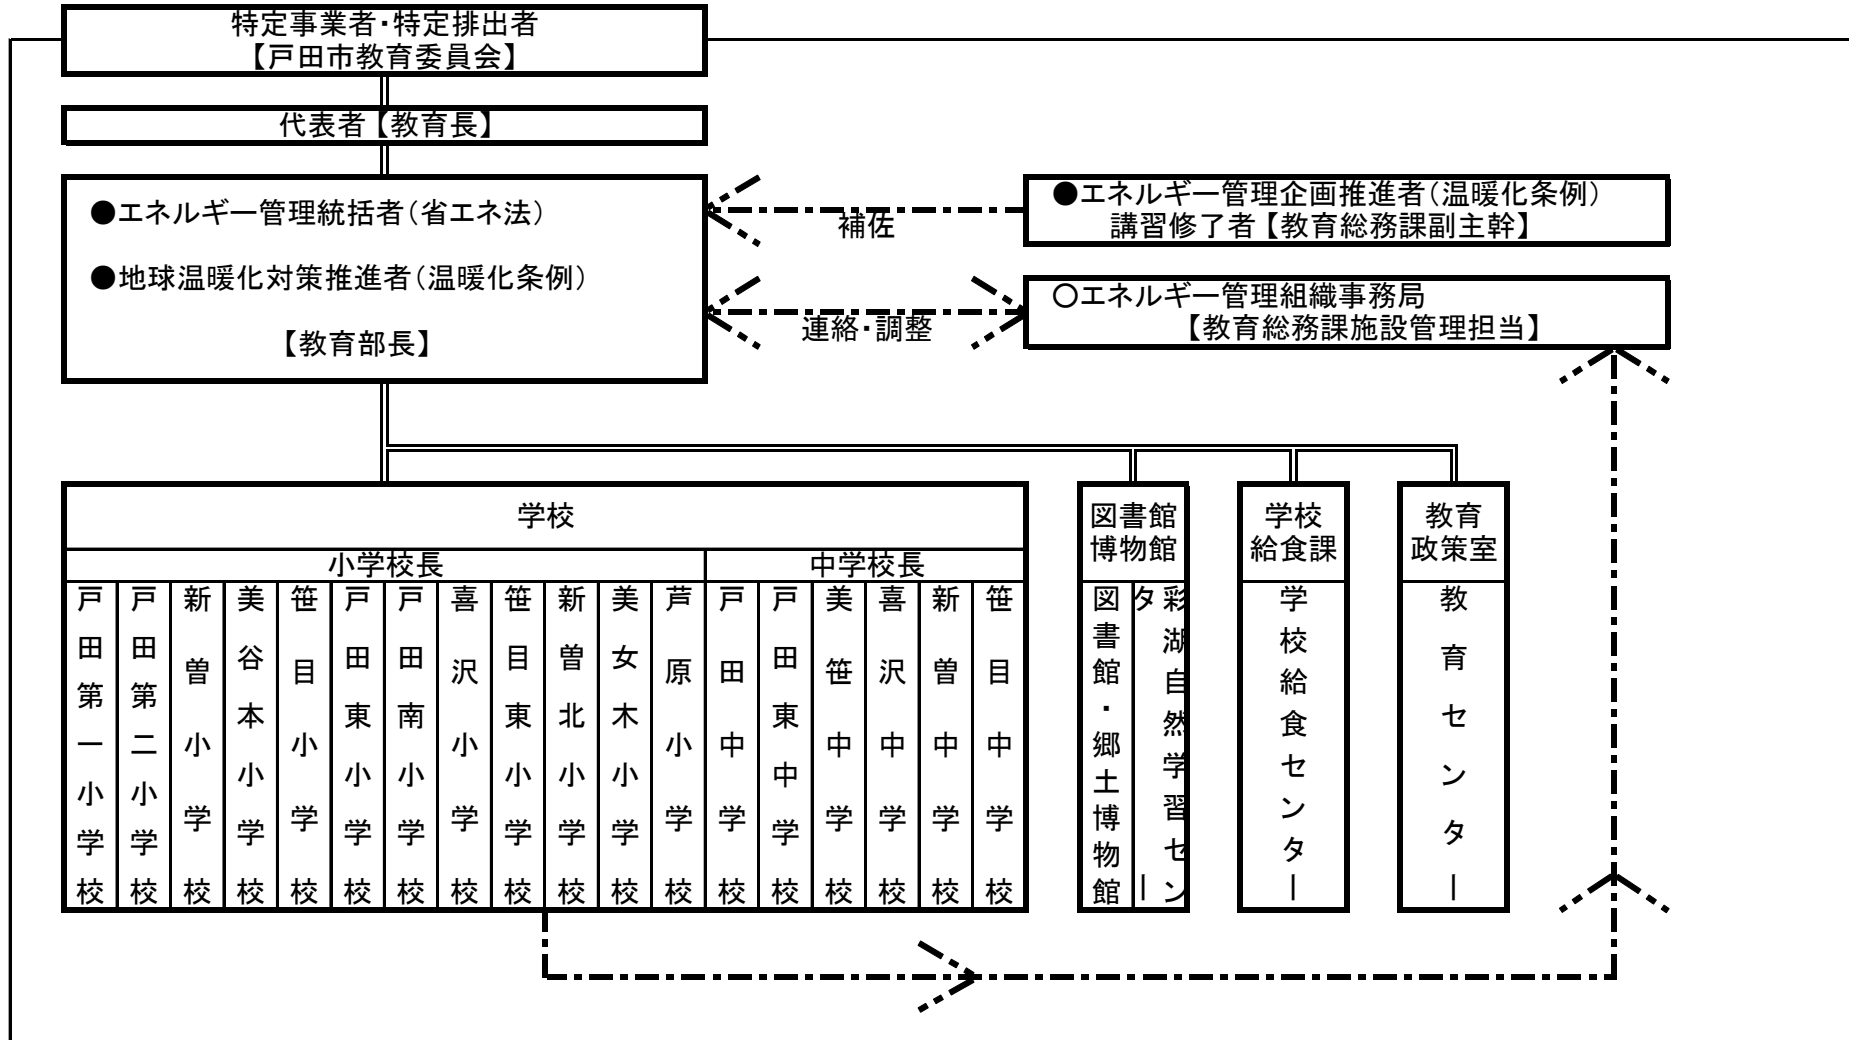 特定事業者・特定排出者
【戸田市教育委員会】
代表者【教育長】
●エネルギー管理統括者(省エネ法)
●地球温暖化対策推進者(温暖化条例)
【教育部長】
補佐
●エネルギー管理企画推進者(温暖化条例)
講習修了者【教育総務課副主幹】
連絡・調整
○エネルギー管理組織事務局
【教育総務課施設管理担当】
学校
小学校長
中学校長
戸田第一小学校
戸田第二小学校
新曽小学校
美谷本小学校
笹目小学校
戸田東小学校
戸田南小学校
喜沢小学校
笹目東小学校
新曽北小学校
美女木小学校
芦原小学校
戸田中学校
戸田東中学校
美笹中学校
喜沢中学校
新曽中学校
笹目中学校
図書館
博物館
図書館・郷土博物館
彩湖自然学習セン
ター
学校
給食課
学校給食センター
教育
政策室
教育センター